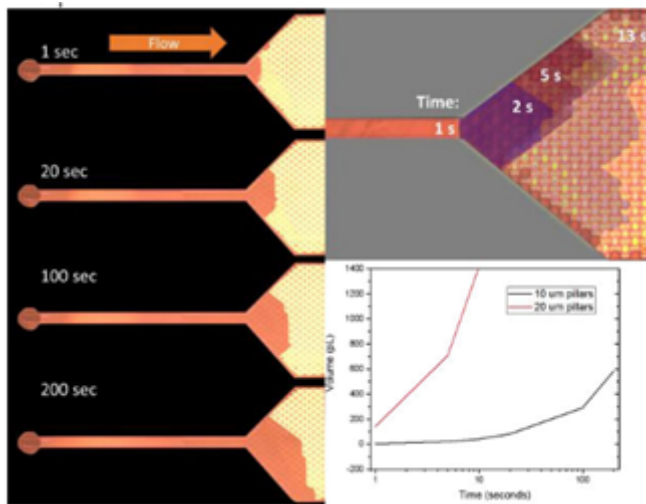 Flow
1 sec
20 sec
100 sec
200 sec
13 s
5 s
2 s
Time:
1 s
1400
1200
1000
800
600
400
200
0
-200
Volume (pL)
10 um pillars
20 um pillars
1
10
100
Time (seconds)